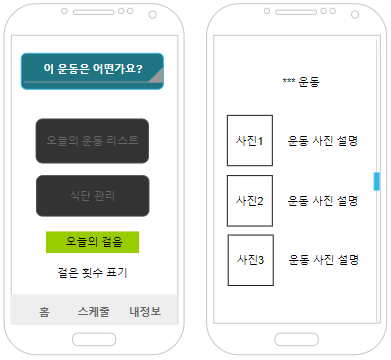 이 운동은 어떤가요?
오늘의 운동 리스트
식단 관리
오늘의 걸음
걸은 횟수 표기
홈 스케줄 내정보
*** 운동
사진1 운동 사진 설명
사진2 운동 사진 설명
사진3 운동 사진 설명